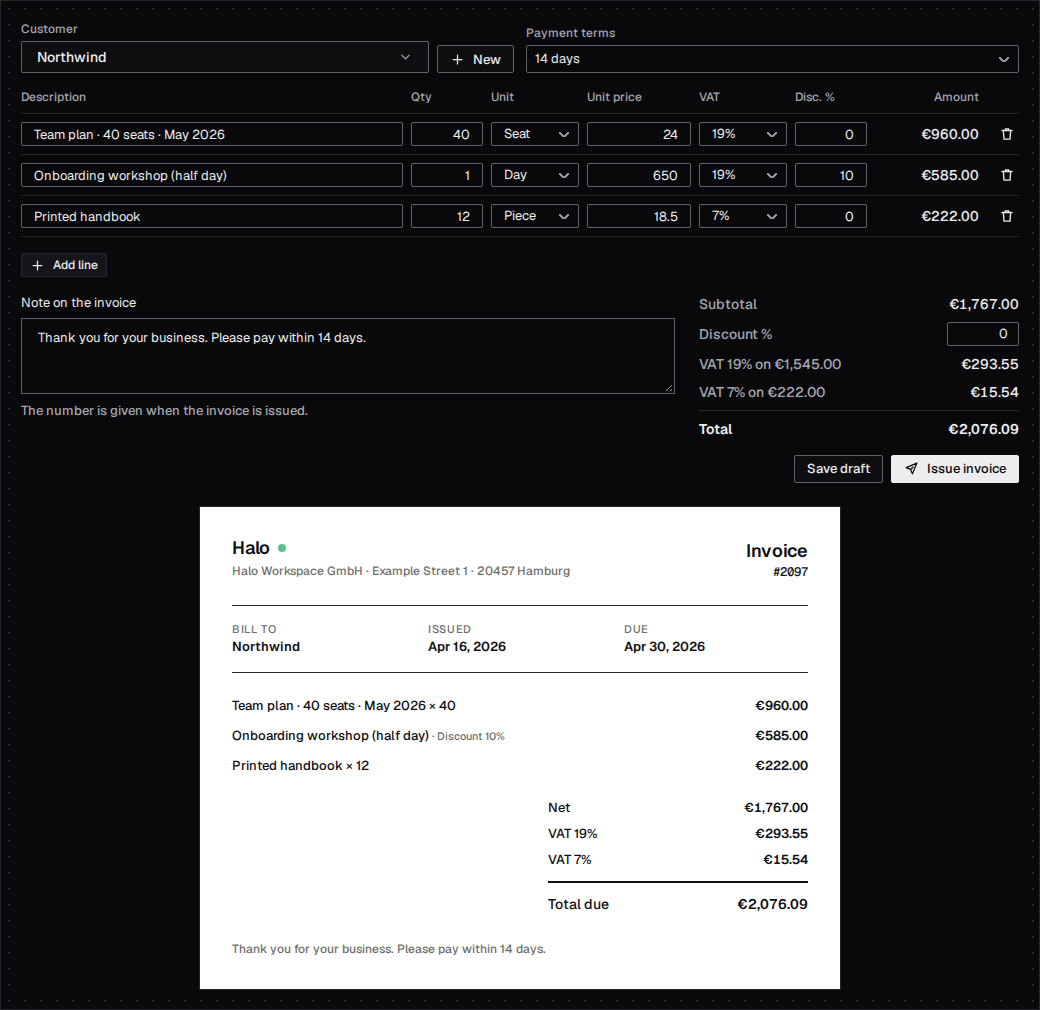 Customer
Payment terms
Northwind
New
14 days
Description Qty Unit Unit price VAT Disc. % Amount
Team plan · 40 seats · May 2026 40 Seat 24 19% 0 €960.00
Onboarding workshop (half day) 1 Day 650 19% 10 €585.00
Printed handbook 12 Piece 18.5 7% 0 €222.00
Add line
Note on the invoice
Thank you for your business. Please pay within 14 days.
The number is given when the invoice is issued.
Subtotal €1,767.00
Discount % 0
VAT 19% on €1,545.00 €293.55
VAT 7% on €222.00 €15.54
Total €2,076.09
Save draft Issue invoice
Halo Invoice
Halo Workspace GmbH · Example Street 1 · 20457 Hamburg #2097
BILL TO ISSUED DUE
Northwind Apr 16, 2026 Apr 30, 2026
Team plan · 40 seats · May 2026 × 40 €960.00
Onboarding workshop (half day) · Discount 10% €585.00
Printed handbook × 12 €222.00
Net €1,767.00
VAT 19% €293.55
VAT 7% €15.54
Total due €2,076.09
Thank you for your business. Please pay within 14 days.